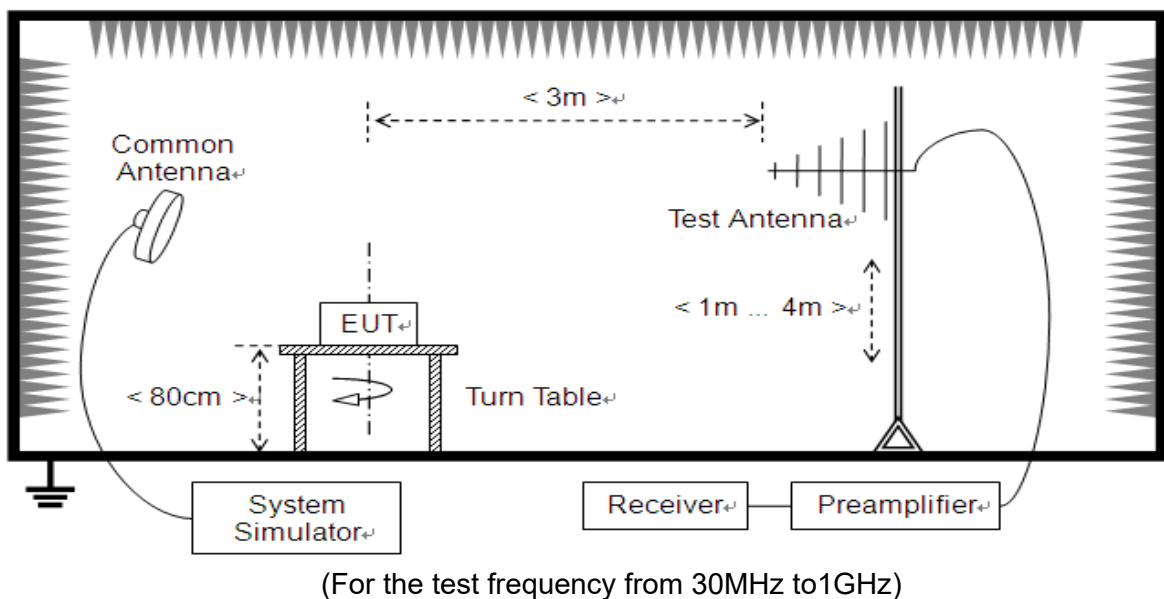 < 3m >↵
Common
Antenna↵
Test Antenna↵
< 1m ... 4m >↵
EUT↵
< 80cm >↵
Turn Table↵
System
Simulator↵
Receiver↵
Preamplifier↵
(For the test frequency from 30MHz to1GHz)